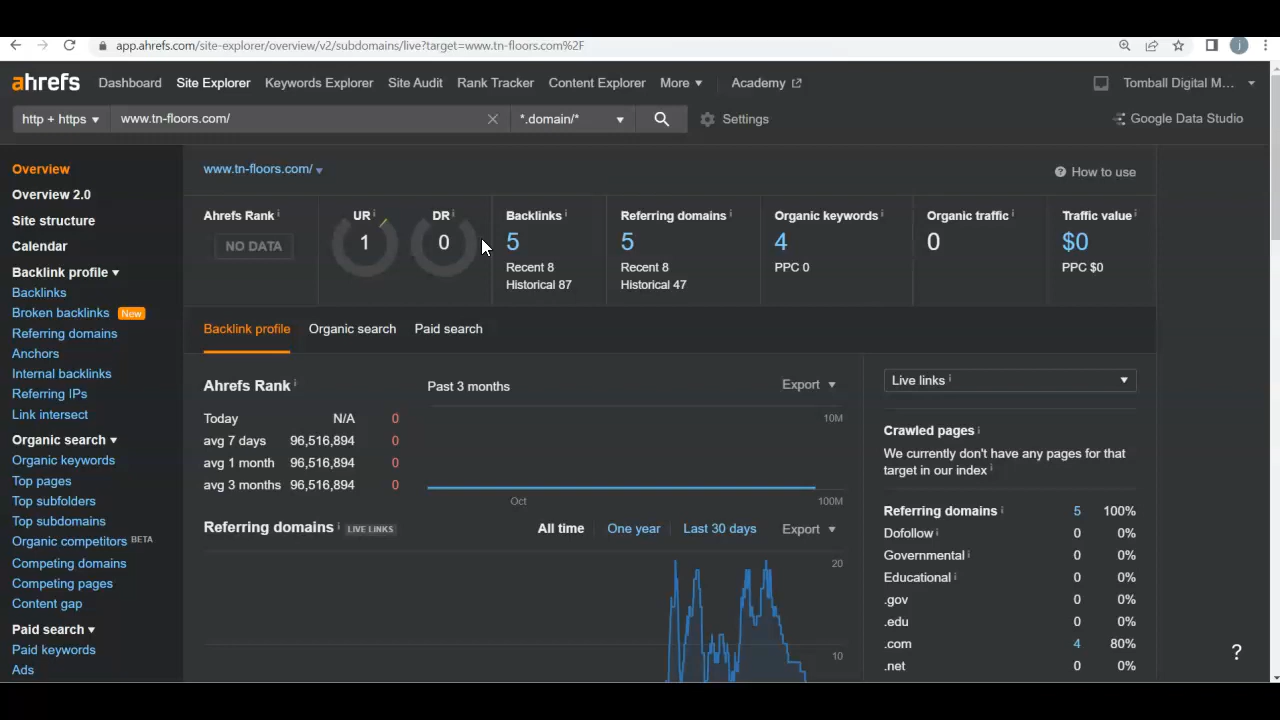 app.ahrefs.com/site-explorer/overview/v2/subdomains/live?target=www.tn-floors.com%2F
j
ahrefs Dashboard Site Explorer Keywords Explorer Site Audit Rank Tracker Content Explorer More Academy Tomball Digital M...
http + https www.tn-floors.com/ *.domain/* Settings Google Data Studio
Overview
Overview 2.0
Site structure
Calendar
Backlink profile
Backlinks
Broken backlinks New
Referring domains
Anchors
Internal backlinks
Referring IPs
Link intersect
Organic search
Organic keywords
Top pages
Top subfolders
Top subdomains
Organic competitors BETA
Competing domains
Competing pages
Content gap
Paid search
Paid keywords
Ads
www.tn-floors.com/
? How to use
Ahrefs Rank i
NO DATA
UR i
1
DR i
0
Backlinks i
5
Recent 8
Historical 87
Referring domains i
5
Recent 8
Historical 47
Organic keywords i
4
PPC 0
Organic traffic i
0
Traffic value i
$0
PPC $0
Backlink profile Organic search Paid search
Ahrefs Rank i
Past 3 months Export
Today N/A 0
avg 7 days 96,516,894 0
avg 1 month 96,516,894 0
avg 3 months 96,516,894 0
10M
Oct 100M
Referring domains i LIVE LINKS All time One year Last 30 days Export
20
10
Live links i
Crawled pages i
We currently don't have any pages for that
target in our index i
Referring domains i 5 100%
Dofollow i 0 0%
Governmental i 0 0%
Educational i 0 0%
.gov 0 0%
.edu 0 0%
.com 4 80%
.net 0 0%
?